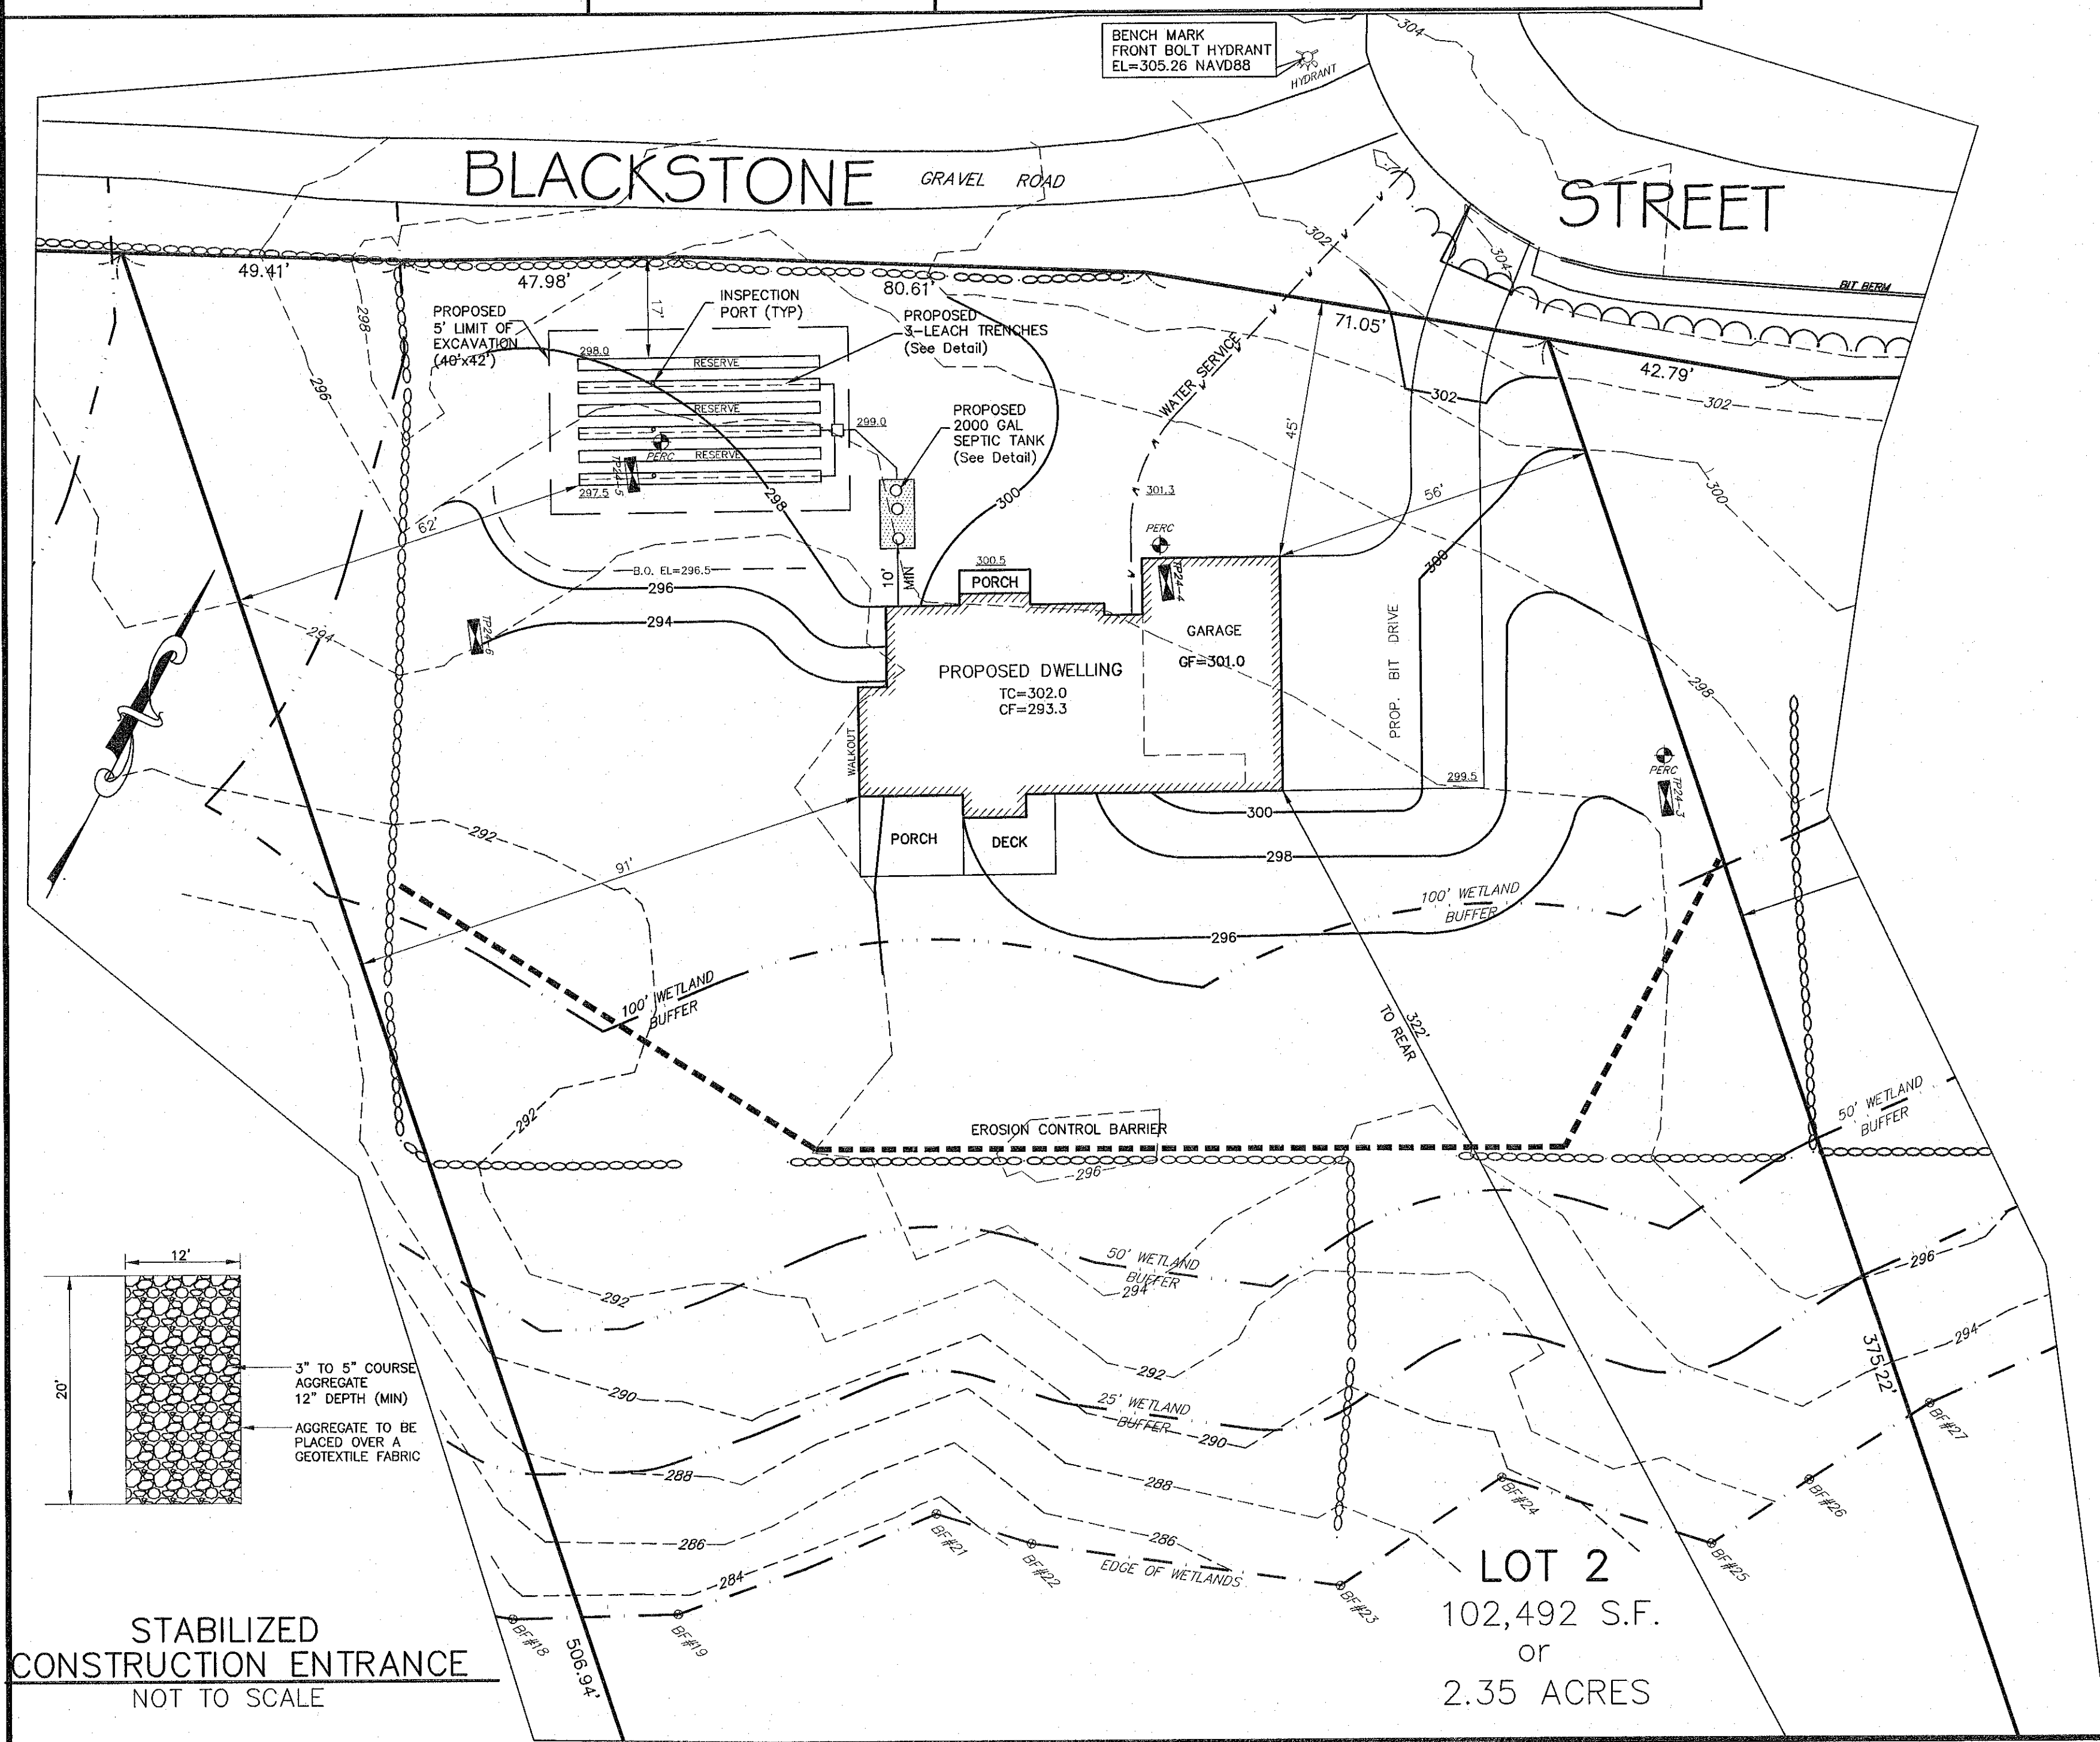 BENCH MARK
FRONT BOLT HYDRANT
EL=305.26 NAVD88
HYDRANT
304
BLACKSTONE
GRAVEL ROAD
STREET
302
304
BIT BERM
49.41'
47.98'
80.61'
71.05'
42.79'
298
296
PROPOSED
5' LIMIT OF
EXCAVATION
(40'x42')
17'
INSPECTION
PORT (TYP)
PROPOSED
3-LEACH TRENCHES
(See Detail)
298.0
RESERVE
RESERVE
RESERVE
PERC
TP24-5
297.5
298
299.0
PROPOSED
2000 GAL
SEPTIC TANK
(See Detail)
300
WATER SERVICE
45'
302
302
300
301.3
56'
300
62'
B.O. EL=296.5
296
294
294
TP24-6
10'
MIN
300.5
PORCH
PERC
TP24-4
GARAGE
GF=301.0
PROPOSED DWELLING
TC=302.0
CF=293.3
WALKOUT
PROP. BIT DRIVE
298
299.5
PERC
TP24-3
PORCH
DECK
300
298
296
292
91'
100' WETLAND
BUFFER
100' WETLAND
BUFFER
322'
TO REAR
292
EROSION CONTROL BARRIER
296
50' WETLAND
BUFFER
50' WETLAND
BUFFER
294
292
296
294
292
290
25' WETLAND
BUFFER
290
288
288
286
286
284
EDGE OF WETLANDS
375.22'
506.94'
BF#18
BF#19
BF#21
BF#22
BF#23
BF#24
BF#25
BF#26
BF#27
12'
20'
3" TO 5" COURSE
AGGREGATE
12" DEPTH (MIN)
AGGREGATE TO BE
PLACED OVER A
GEOTEXTILE FABRIC
STABILIZED
CONSTRUCTION ENTRANCE
NOT TO SCALE
LOT 2
102,492 S.F.
or
2.35 ACRES